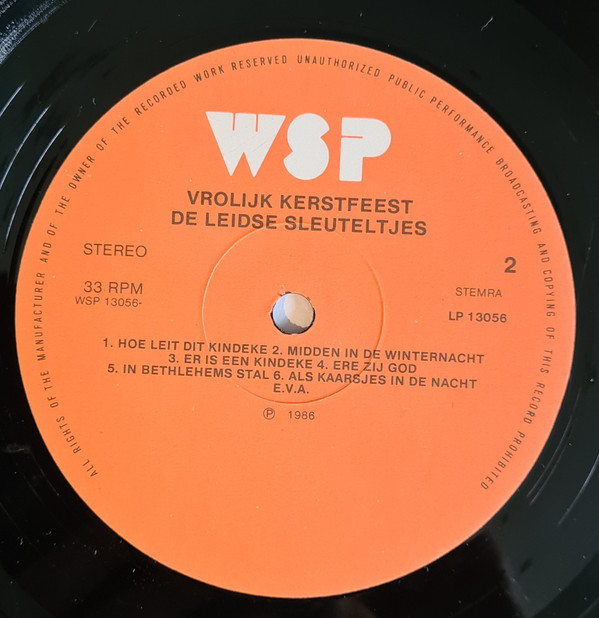 ALL RIGHTS OF THE MANUFACTURER AND OF THE OWNER OF THE RECORDED WORK RESERVED UNAUTHORIZED PUBLIC PERFORMANCE BROADCASTING AND COPYING OF THIS RECORD PROHIBITED
WSP
VROLIJK KERSTFEEST
DE LEIDSE SLEUTELTJES
STEREO
2
33 RPM
STEMRA
WSP 13056-
LP 13056
1. HOE LEIT DIT KINDEKE 2. MIDDEN IN DE WINTERNACHT
3. ER IS EEN KINDEKE 4. ERE ZIJ GOD
5. IN BETHLEHEMS STAL 6. ALS KAARSJES IN DE NACHT
E.V.A.
℗ 1986